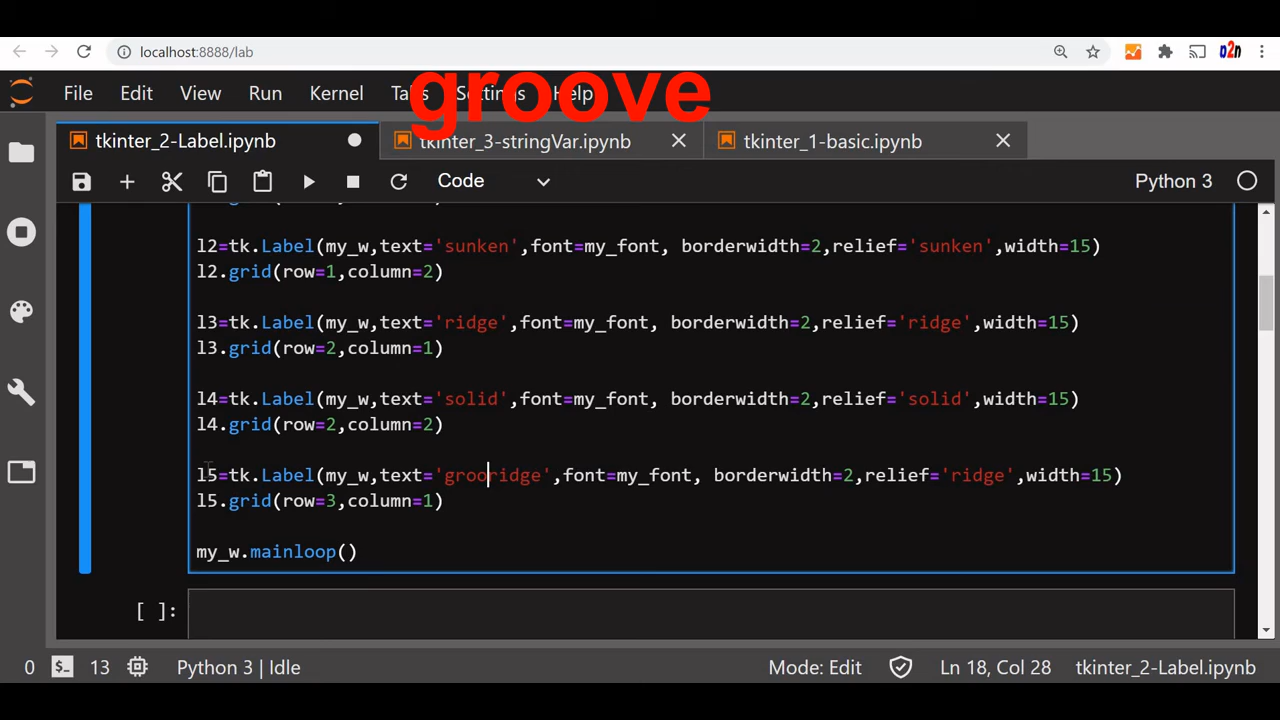 localhost:8888/lab
File Edit View Run Kernel Tabs Settings Help
groove
tkinter_2-Label.ipynb tkinter_3-stringVar.ipynb tkinter_1-basic.ipynb
Code Python 3
l2=tk.Label(my_w,text='sunken',font=my_font, borderwidth=2,relief='sunken',width=15)
l2.grid(row=1,column=2)
l3=tk.Label(my_w,text='ridge',font=my_font, borderwidth=2,relief='ridge',width=15)
l3.grid(row=2,column=1)
l4=tk.Label(my_w,text='solid',font=my_font, borderwidth=2,relief='solid',width=15)
l4.grid(row=2,column=2)
l5=tk.Label(my_w,text='grooridge',font=my_font, borderwidth=2,relief='ridge',width=15)
l5.grid(row=3,column=1)
my_w.mainloop()
[ ]:
0 $_ 13 Python 3 | Idle Mode: Edit Ln 18, Col 28 tkinter_2-Label.ipynb